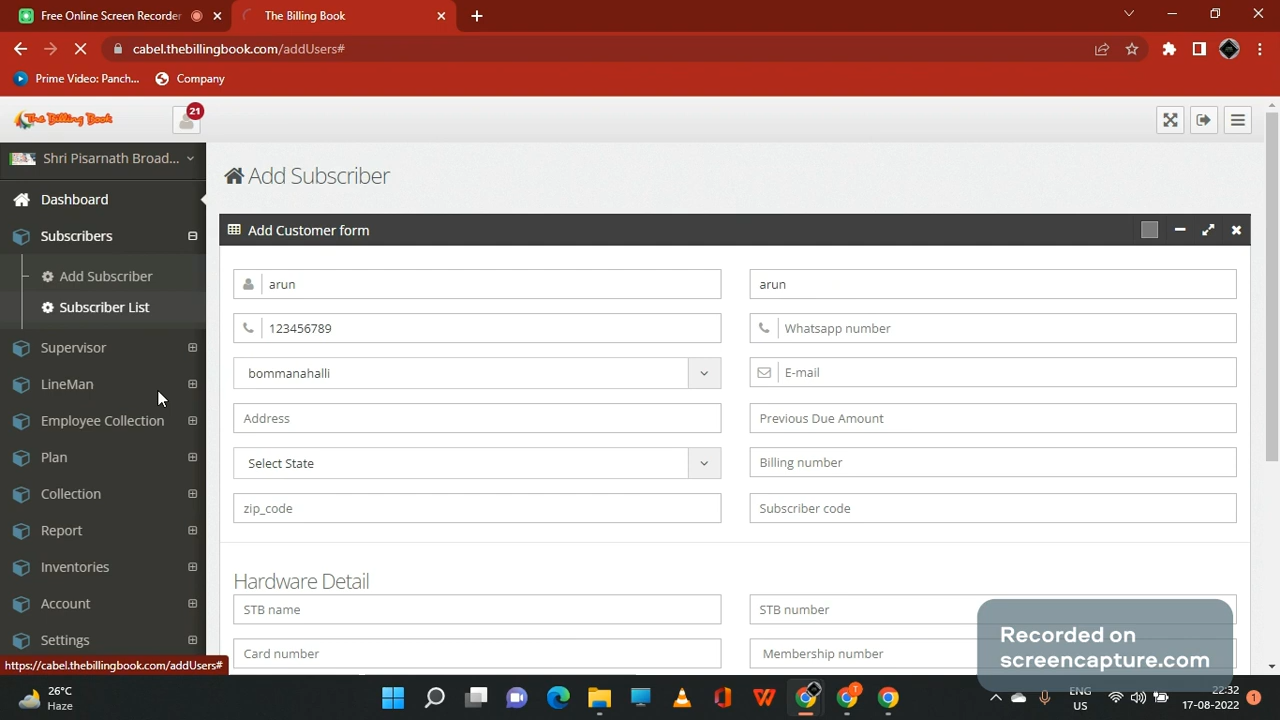 Free Online Screen Recorder
The Billing Book
cabel.thebillingbook.com/addUsers#
Prime Video: Panch...
Company
The Billing Book
21
Shri Pisarnath Broad...
Add Subscriber
Dashboard
Subscribers
Add Subscriber
Subscriber List
Supervisor
LineMan
Employee Collection
Plan
Collection
Report
Inventories
Account
Settings
Add Customer form
arun
arun
123456789
Whatsapp number
bommanahalli
E-mail
Address
Previous Due Amount
Select State
Billing number
zip_code
Subscriber code
Hardware Detail
STB name
STB number
Card number
Membership number
Recorded on
screencapture.com
https://cabel.thebillingbook.com/addUsers#
26°C
Haze
T
ENG
US
22:32
17-08-2022
1